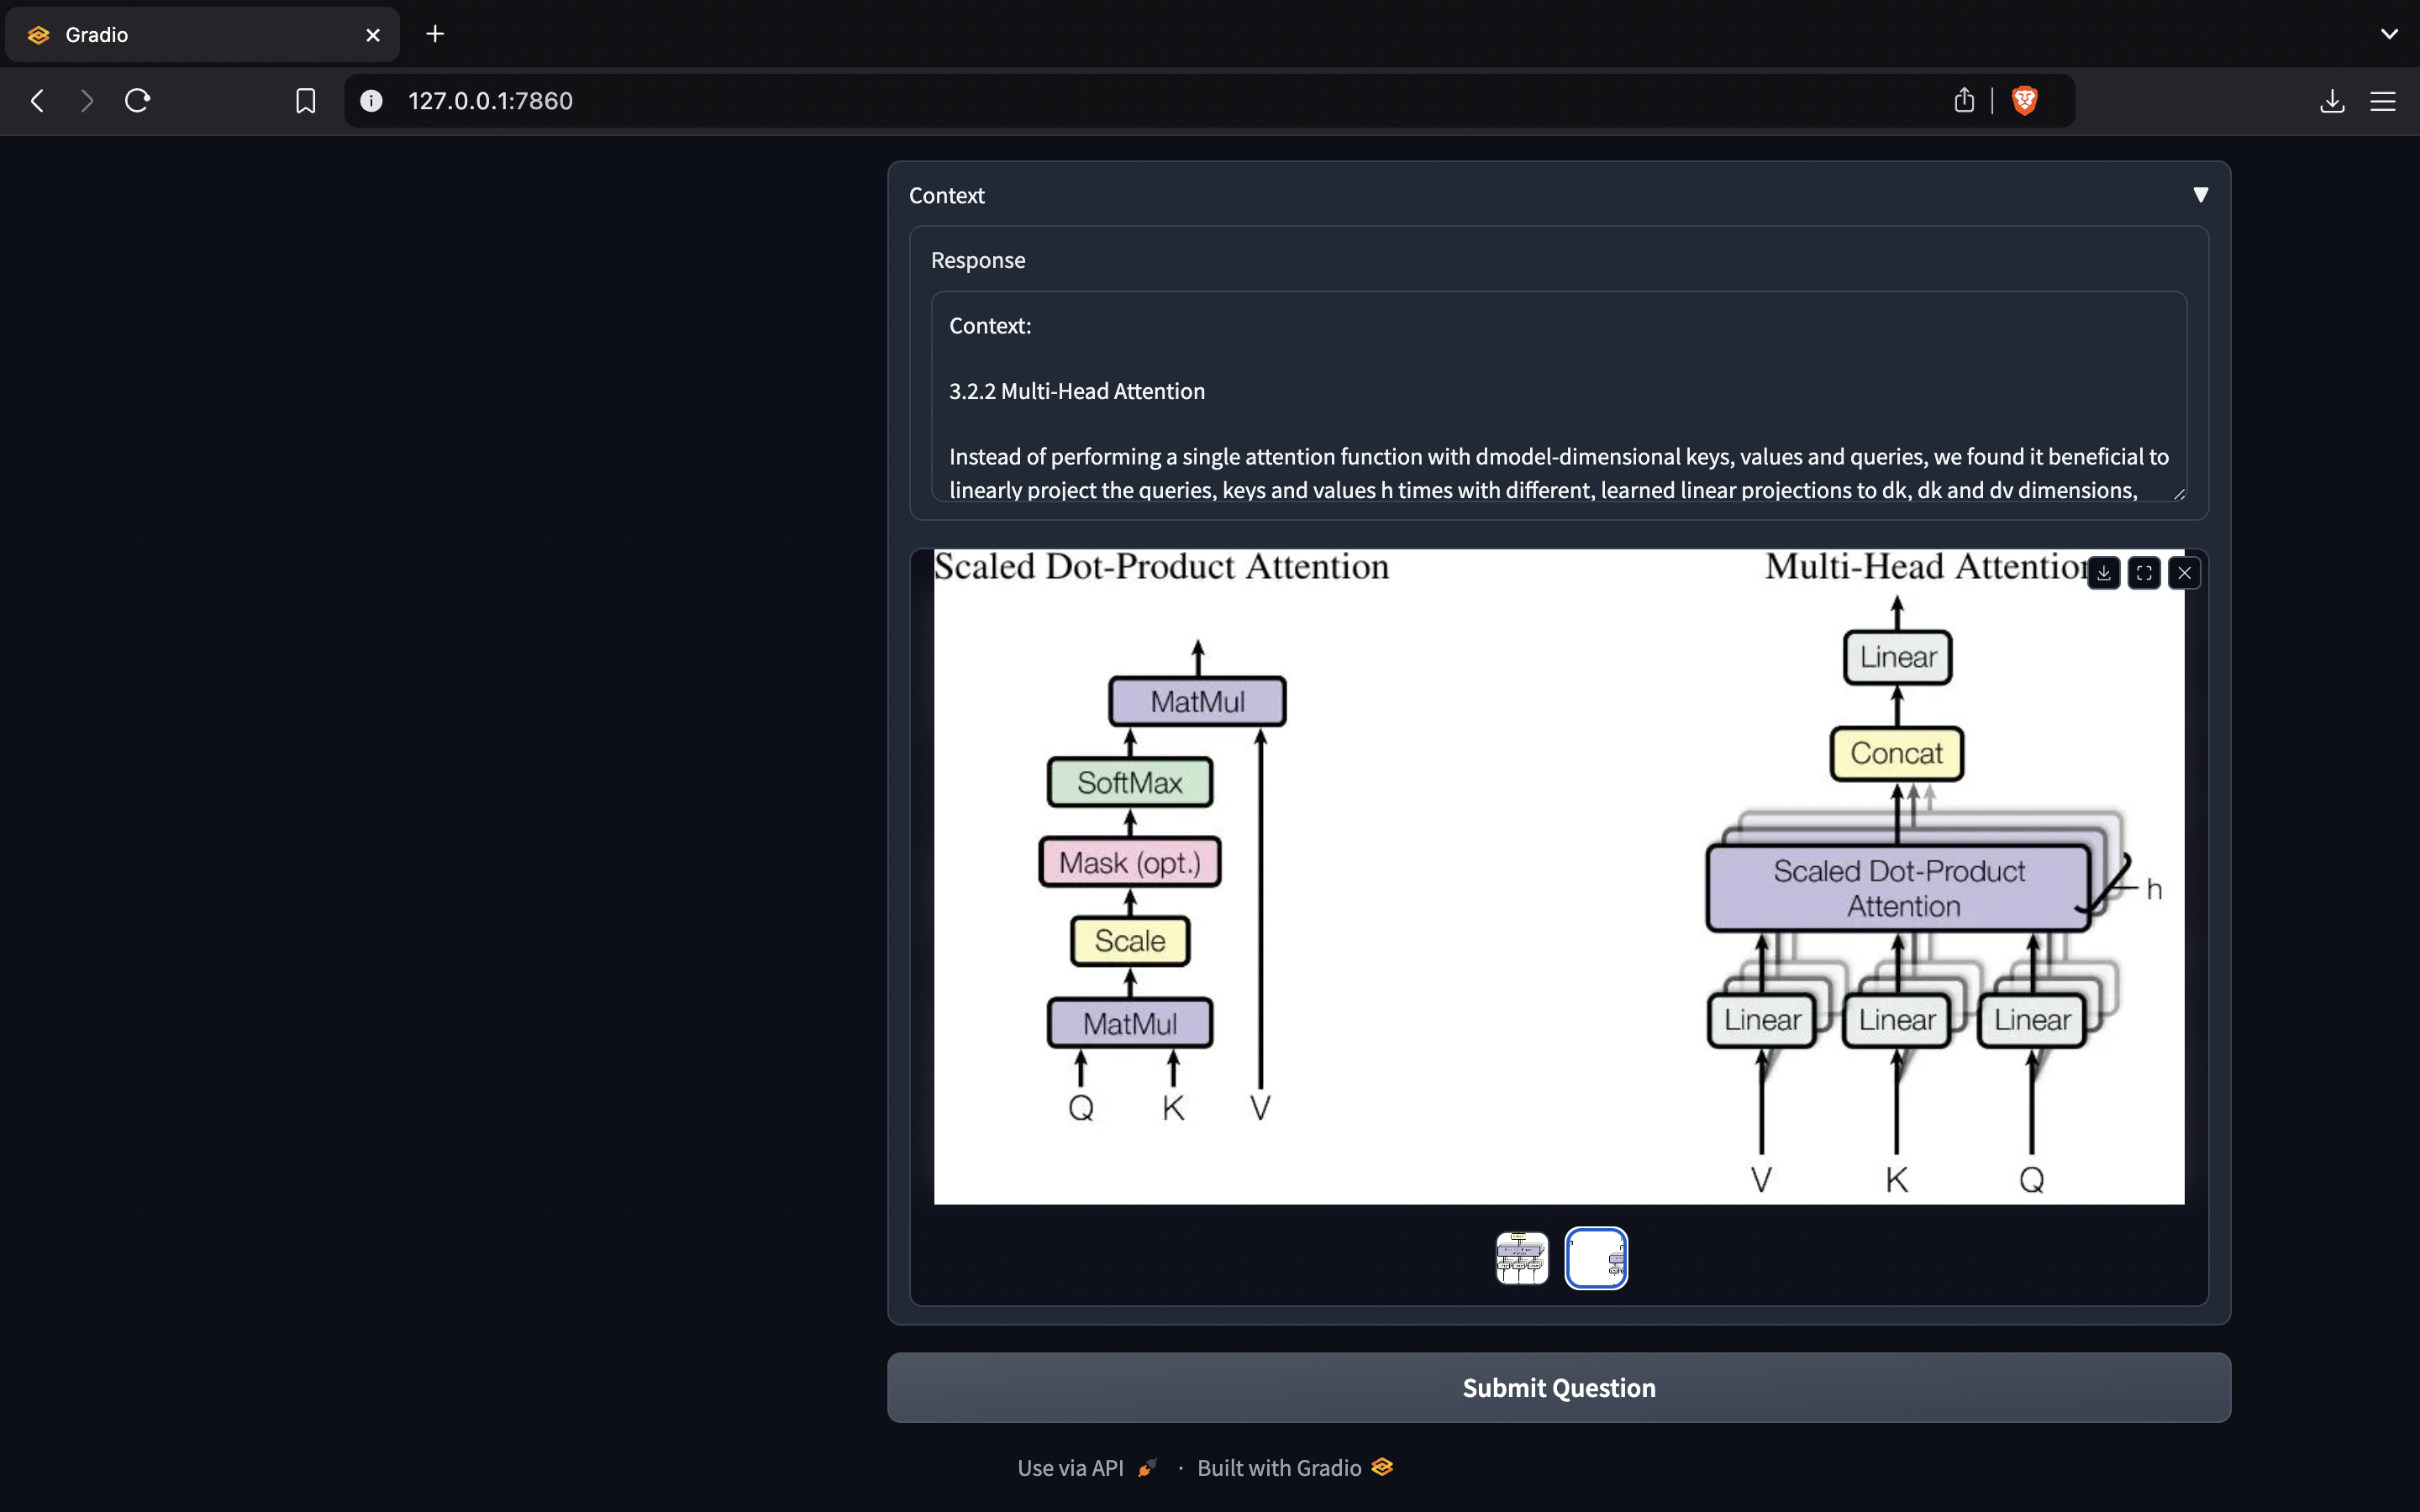 Gradio
127.0.0.1:7860
Context
Response
Context:
3.2.2 Multi-Head Attention
Instead of performing a single attention function with dmodel-dimensional keys, values and queries, we found it beneficial to
linearly project the queries, keys and values h times with different, learned linear projections to dk, dk and dv dimensions,
Scaled Dot-Product Attention
MatMul
SoftMax
Mask (opt.)
Scale
MatMul
Q K V
Multi-Head Attention
Linear
Concat
Scaled Dot-Product
Attention
h
Linear Linear Linear
V K Q
Submit Question
Use via API · Built with Gradio